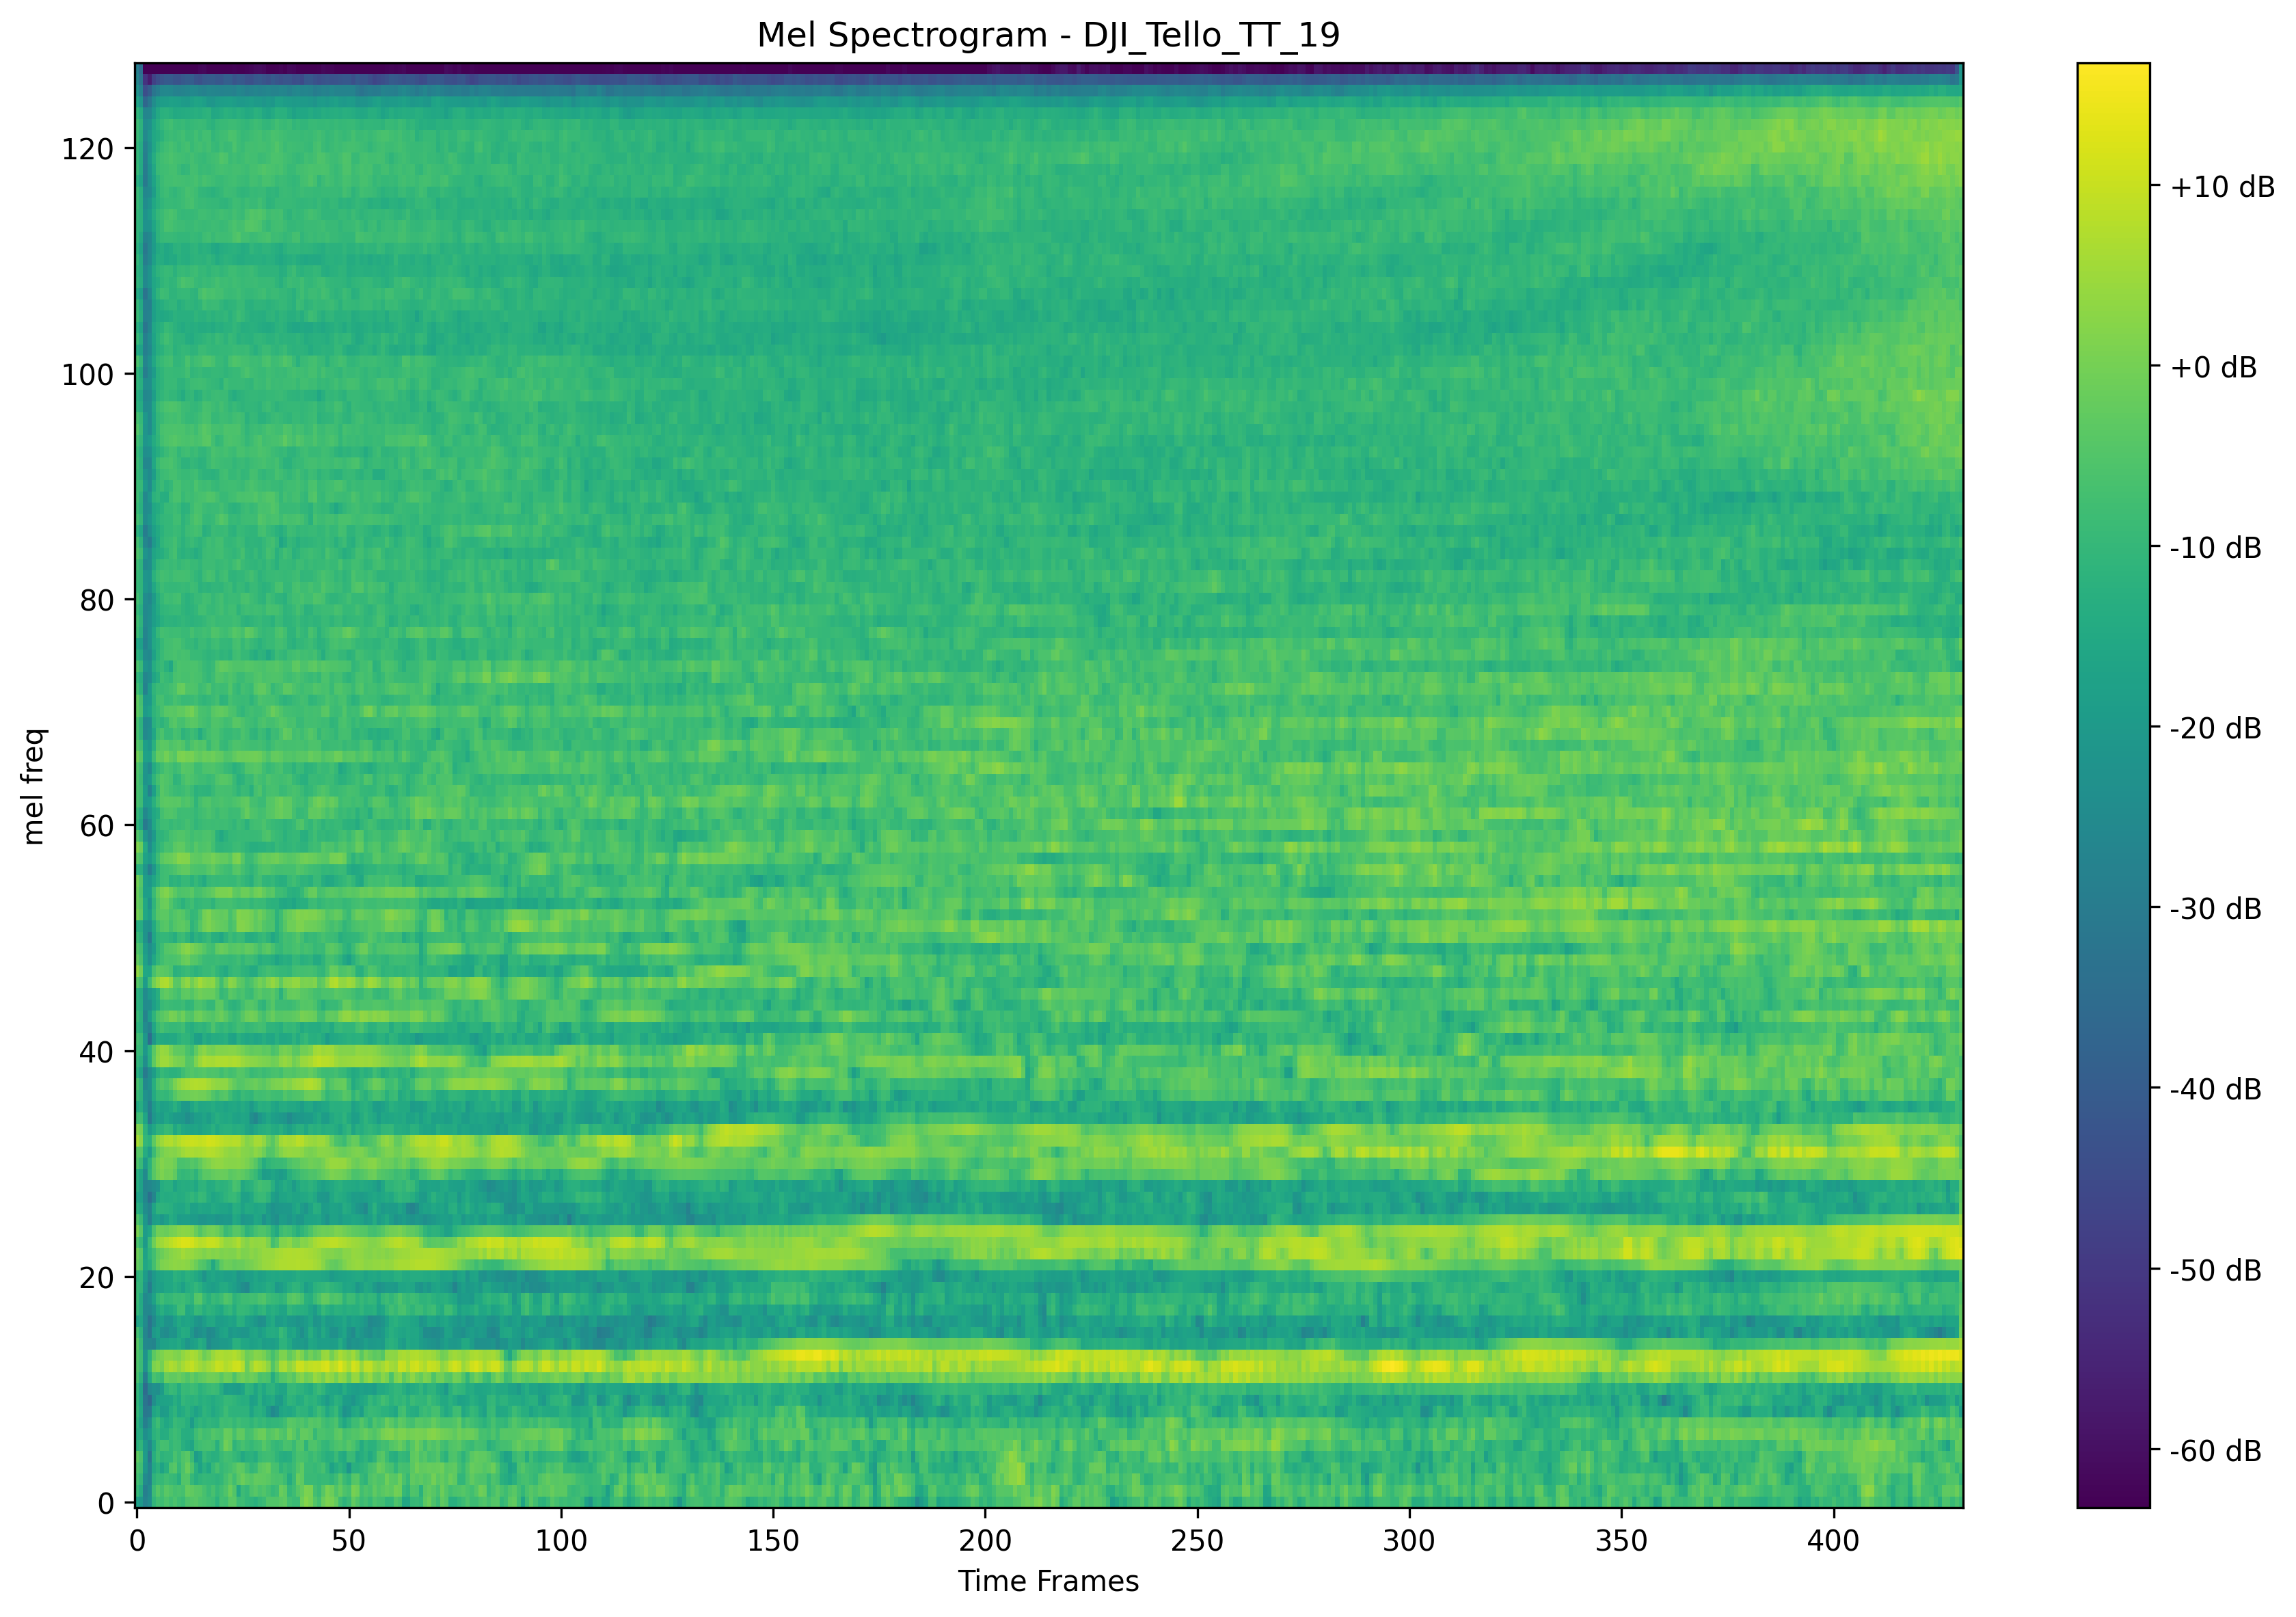 Mel Spectrogram - DJI_Tello_TT_19
mel freq
120
100
80
60
40
20
0
0 50 100 150 200 250 300 350 400
Time Frames
+10 dB
+0 dB
-10 dB
-20 dB
-30 dB
-40 dB
-50 dB
-60 dB